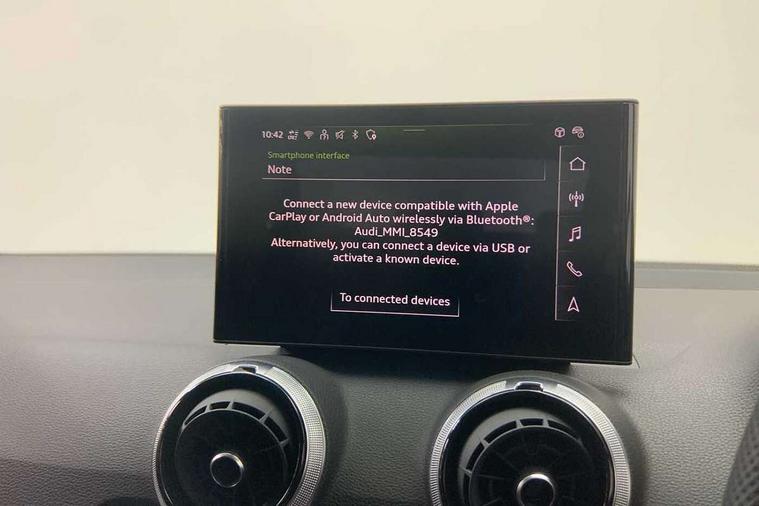 10:42
Smartphone interface
Note
Connect a new device compatible with Apple
CarPlay or Android Auto wirelessly via Bluetooth®:
Audi_MMI_8549
Alternatively, you can connect a device via USB or
activate a known device.
To connected devices